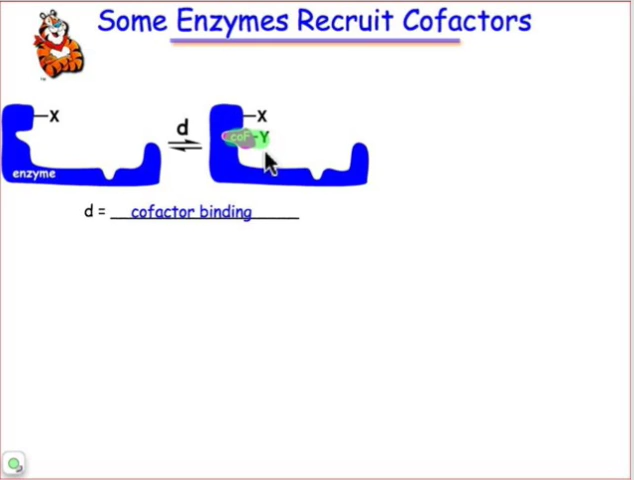 Some Enzymes Recruit Cofactors
X
d
X
coF-Y
enzyme
d = cofactor binding